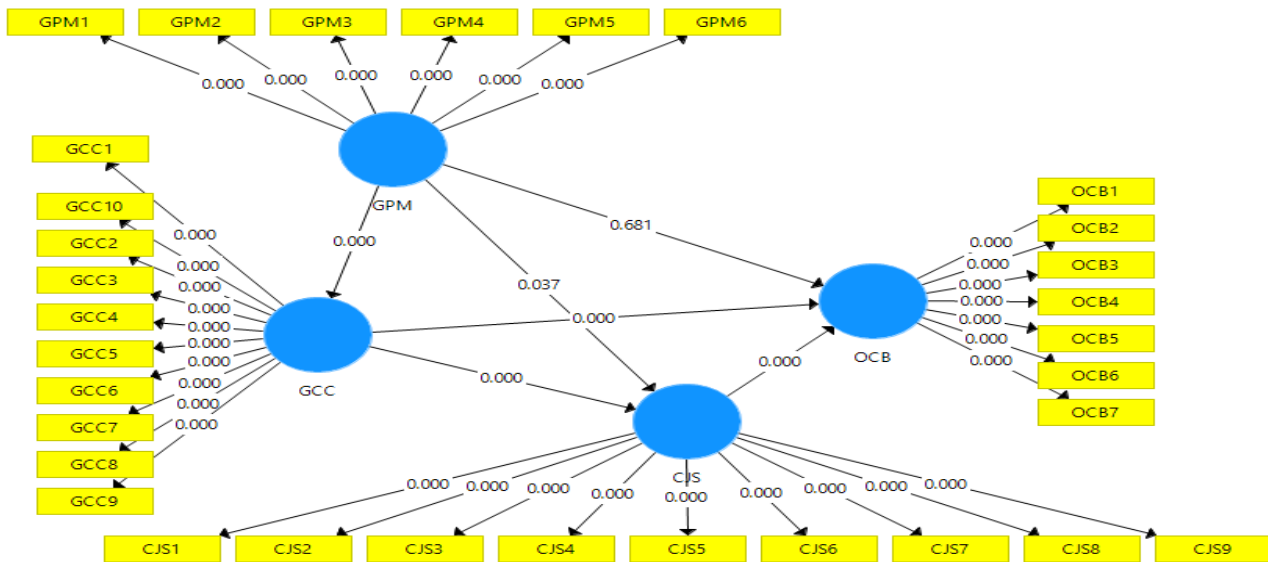 GPM1 GPM2 GPM3 GPM4 GPM5 GPM6
0.000 0.000 0.000 0.000 0.000 0.000
GPM
GCC1
GCC10
GCC2
GCC3
GCC4
GCC5
GCC6
GCC7
GCC8
GCC9
0.000
0.000
0.000
0.000
0.000
0.000
0.000
0.000
0.000
0.000
GCC
0.000
0.681
0.037
0.000
0.000
0.000
OCB
0.000
0.000
0.000
0.000
0.000
0.000
0.000
OCB1
OCB2
OCB3
OCB4
OCB5
OCB6
OCB7
CJS
0.000 0.000 0.000 0.000 0.000 0.000 0.000 0.000 0.000
CJS1 CJS2 CJS3 CJS4 CJS5 CJS6 CJS7 CJS8 CJS9